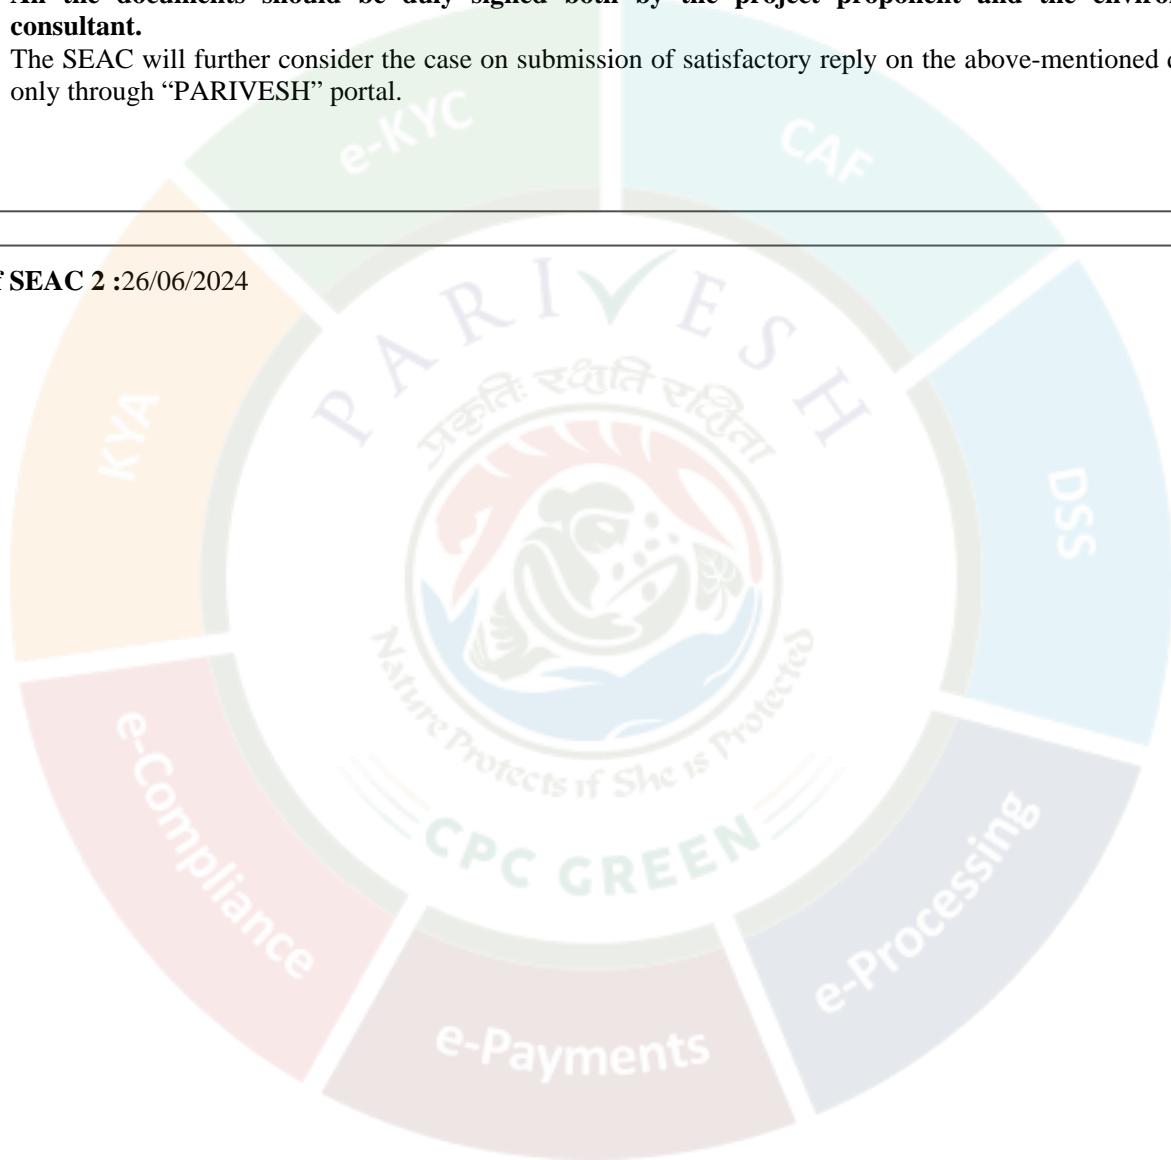 All the documents should be duly signed both by the project proponent and the
consultant.
The SEAC will further consider the case on submission of satisfactory reply on the above-mentioned
only through “PARIVESH” portal.
SEAC 2 :26/06/2024
e-KYC
CAF
KYA
DSS
PARIVESH
प्रकृतिः रक्षति रक्षिता
Nature Protects if She is Protected
CPC GREEN
e-Compliance
e-Processing
e-Payments